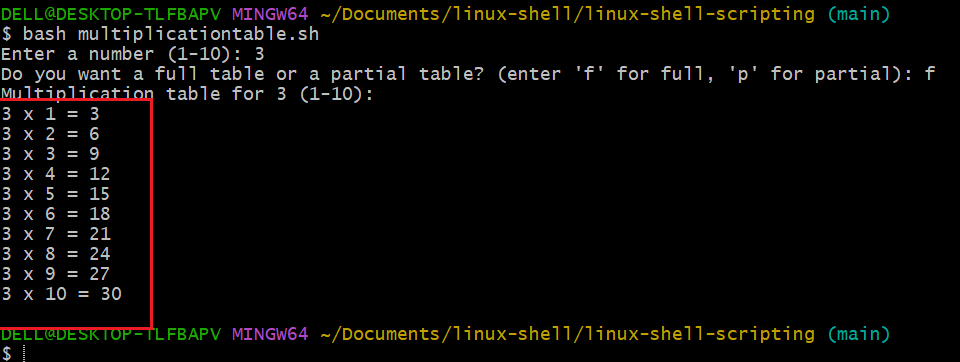 DELL@DESKTOP-TLFBAPV MINGW64 ~/Documents/linux-shell/linux-shell-scripting (main)
$ bash multiplicationtable.sh
Enter a number (1-10): 3
Do you want a full table or a partial table? (enter 'f' for full, 'p' for partial): f
Multiplication table for 3 (1-10):
3 x 1 = 3
3 x 2 = 6
3 x 3 = 9
3 x 4 = 12
3 x 5 = 15
3 x 6 = 18
3 x 7 = 21
3 x 8 = 24
3 x 9 = 27
3 x 10 = 30
DELL@DESKTOP-TLFBAPV MINGW64 ~/Documents/linux-shell/linux-shell-scripting (main)
$